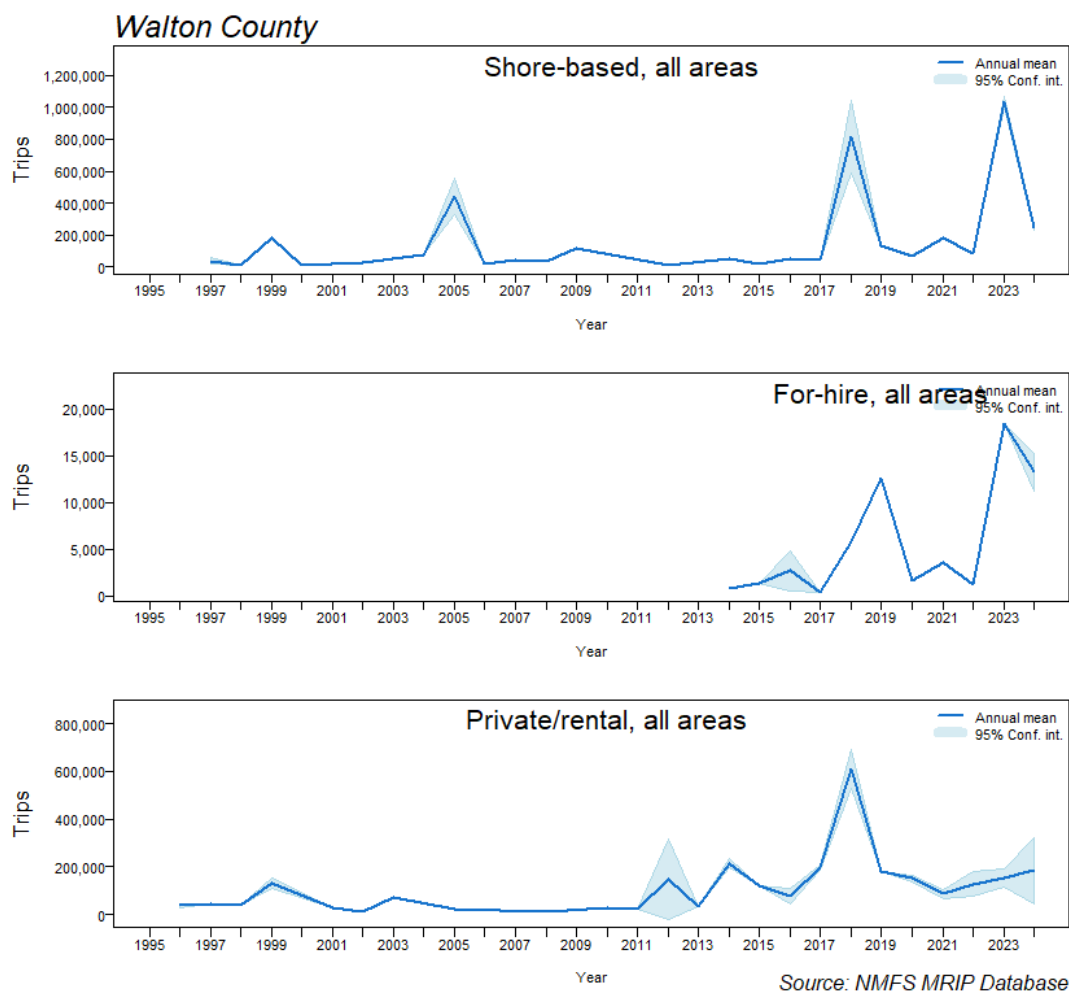 Walton County
Shore-based, all areas
Annual mean
95% Conf. int.
Trips
1,200,000
1,000,000
800,000
600,000
400,000
200,000
0
1995 1997 1999 2001 2003 2005 2007 2009 2011 2013 2015 2017 2019 2021 2023
Year
For-hire, all areas
Annual mean
95% Conf. int.
Trips
20,000
15,000
10,000
5,000
0
1995 1997 1999 2001 2003 2005 2007 2009 2011 2013 2015 2017 2019 2021 2023
Year
Private/rental, all areas
Annual mean
95% Conf. int.
Trips
800,000
600,000
400,000
200,000
0
1995 1997 1999 2001 2003 2005 2007 2009 2011 2013 2015 2017 2019 2021 2023
Year
Source: NMFS MRIP Database